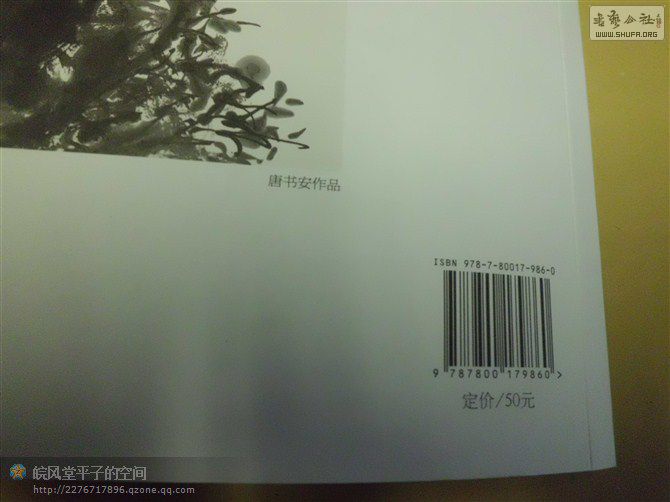 书艺公社
WWW.SHUFA.ORG
唐书安作品
ISBN 978-7-80017-986-0
9 787800 179860 >
定价/50元
皖风堂平子的空间
http://2276717896.qzone.qq.com